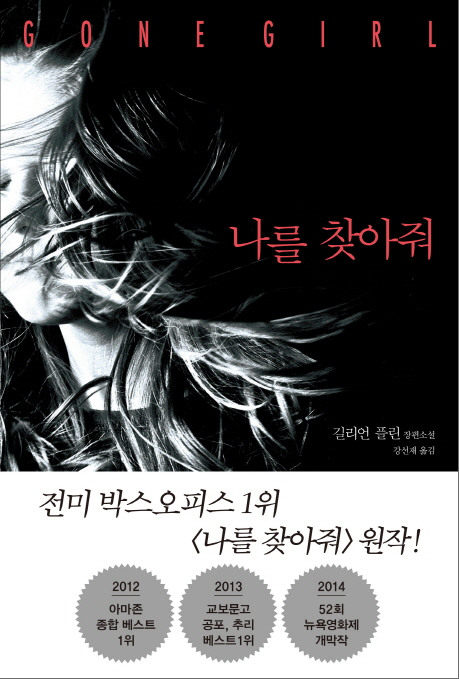 GONE GIRL
나를 찾아줘
길리언 플린 장편소설
강선재 옮김
전미 박스오피스 1위
〈나를 찾아줘〉 원작!
2012
아마존
종합 베스트
1위
2013
교보문고
공포, 추리
베스트1위
2014
52회
뉴욕영화제
개막작